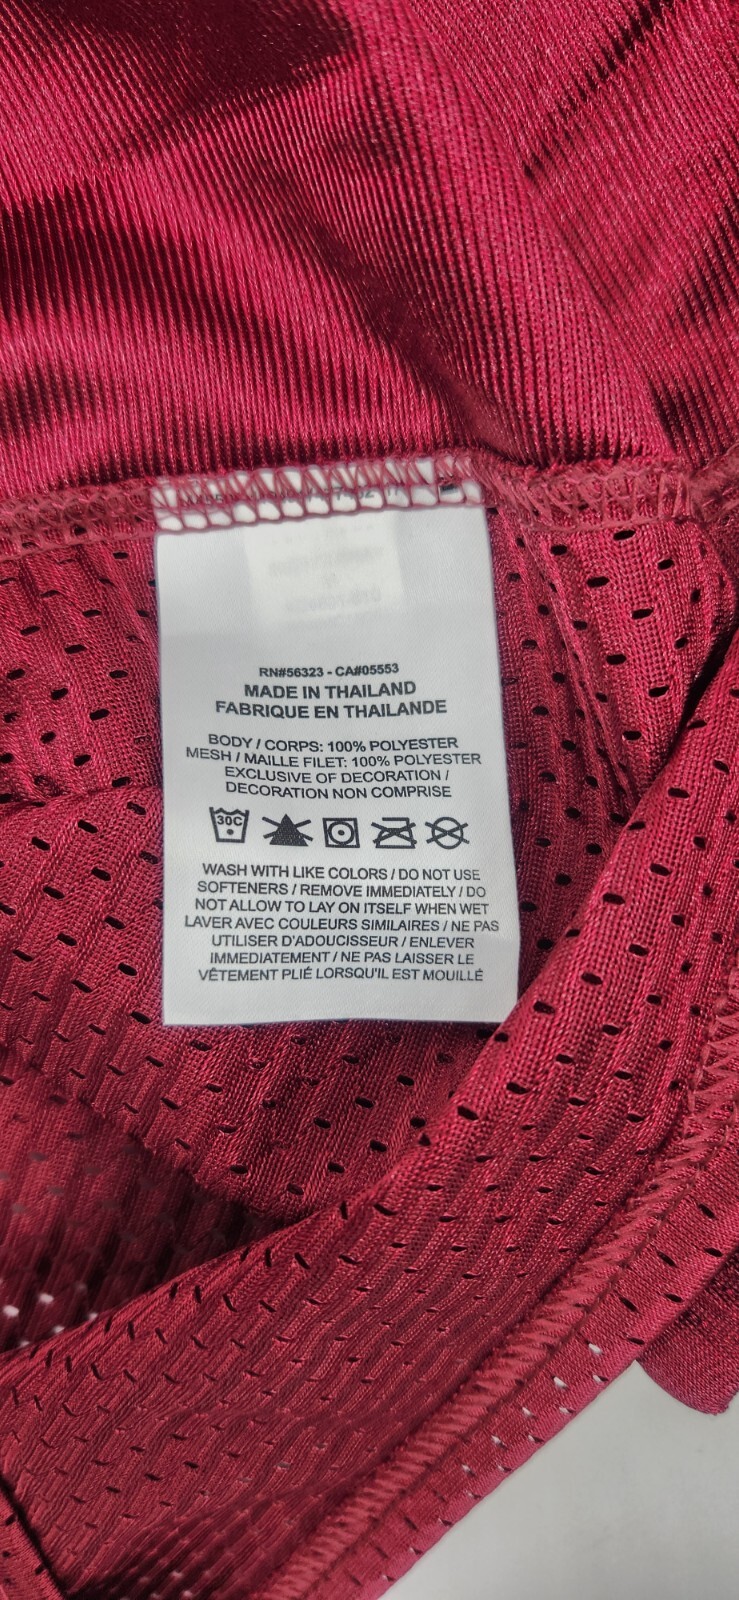 RN#56323 - CA#05553
MADE IN THAILAND
FABRIQUE EN THAILANDE
BODY / CORPS: 100% POLYESTER
MESH / MAILLE FILET: 100% POLYESTER
EXCLUSIVE OF DECORATION /
DECORATION NON COMPRISE
30C
WASH WITH LIKE COLORS / DO NOT USE
SOFTENERS / REMOVE IMMEDIATELY / DO
NOT ALLOW TO LAY ON ITSELF WHEN WET
LAVER AVEC COULEURS SIMILAIRES / NE PAS
UTILISER D'ADOUCISSEUR / ENLEVER
IMMEDIATEMENT / NE PAS LAISSER LE
VÊTEMENT PLIÉ LORSQU'IL EST MOUILLÉ